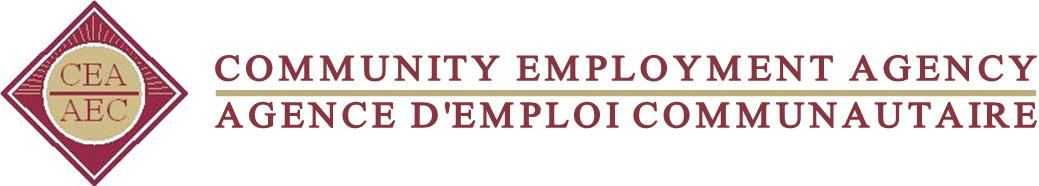 CEA
AEC
COMMUNITY EMPLOYMENT AGENCY
AGENCE D'EMPLOI COMMUNAUTAIRE